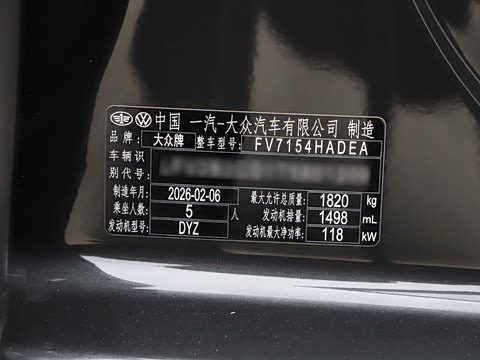 中国 一汽-大众汽车有限公司 制造
品牌: 大众牌 整车型号: FV7154HADEA
车辆识
别代号:
制造年月: 2026-02-06 最大允许总质量: 1820 kg
乘坐人数: 5 人 发动机排量: 1498 mL
发动机型号: DYZ 发动机最大净功率: 118 kW